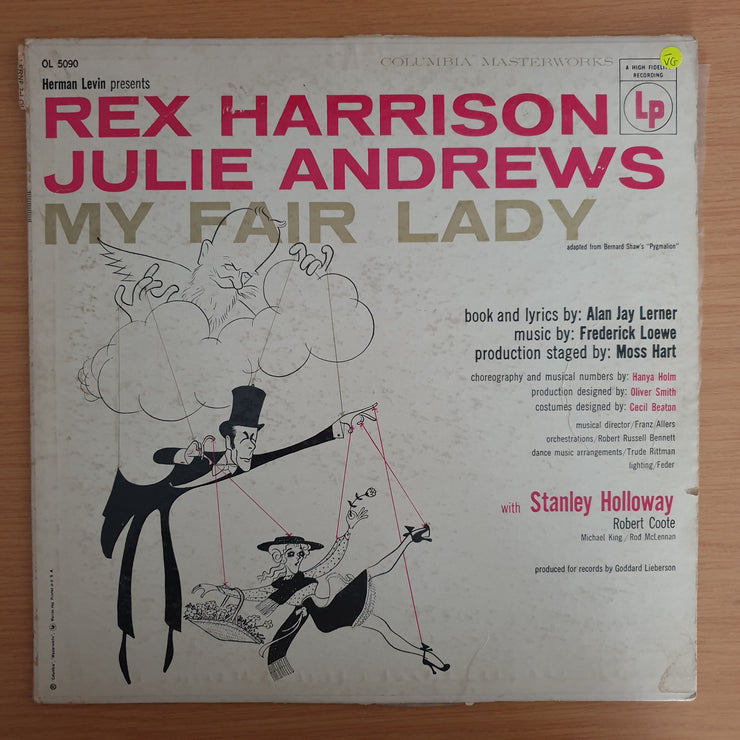 OL 5090
COLUMBIA MASTERWORKS
VG
A HIGH FIDELITY
RECORDING
Lp
Herman Levin presents
REX HARRISON
JULIE ANDREWS
MY FAIR LADY
adapted from Bernard Shaw's "Pygmalion"
book and lyrics by: Alan Jay Lerner
music by: Frederick Loewe
production staged by: Moss Hart
choreography and musical numbers by: Hanya Holm
production designed by: Oliver Smith
costumes designed by: Cecil Beaton
musical director/Franz Allers
orchestrations/Robert Russell Bennett
dance music arrangements/Trude Rittman
lighting/Feder
with Stanley Holloway
Robert Coote
Michael King/Rod McLennan
produced for records by Goddard Lieberson